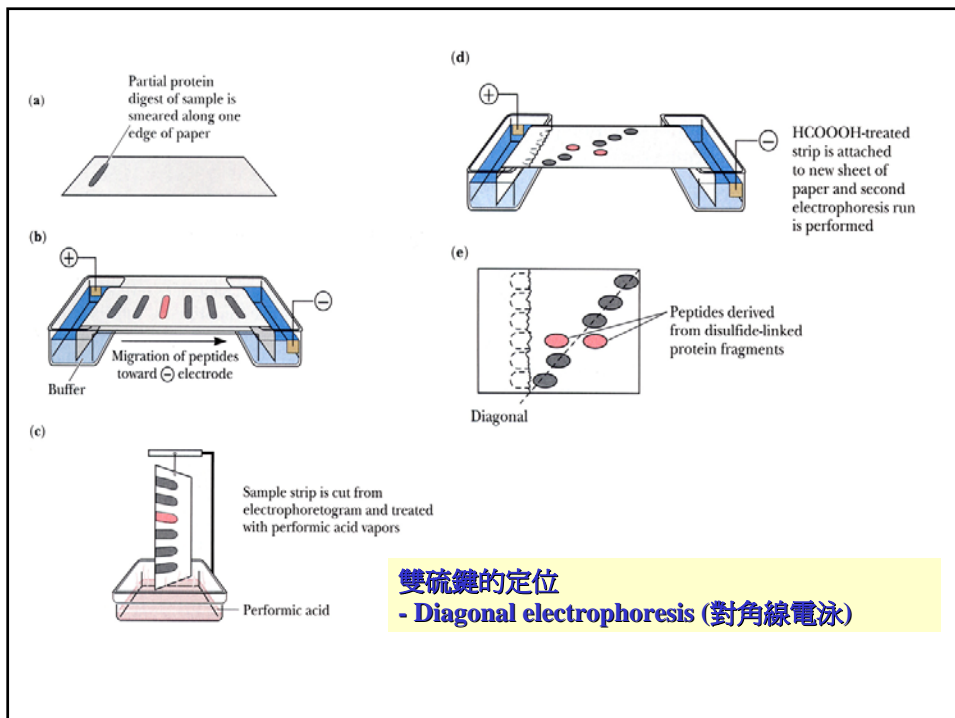 (a)
Partial protein
digest of sample is
smeared along one
edge of paper
(b)
+
−
Migration of peptides
toward ⊖ electrode
Buffer
(c)
Sample strip is cut from
electrophoretogram and treated
with performic acid vapors
Performic acid
(d)
+
−
HCOOOH-treated
strip is attached
to new sheet of
paper and second
electrophoresis run
is performed
(e)
Peptides derived
from disulfide-linked
protein fragments
Diagonal
雙硫鍵的定位
- Diagonal electrophoresis (對角線電泳)